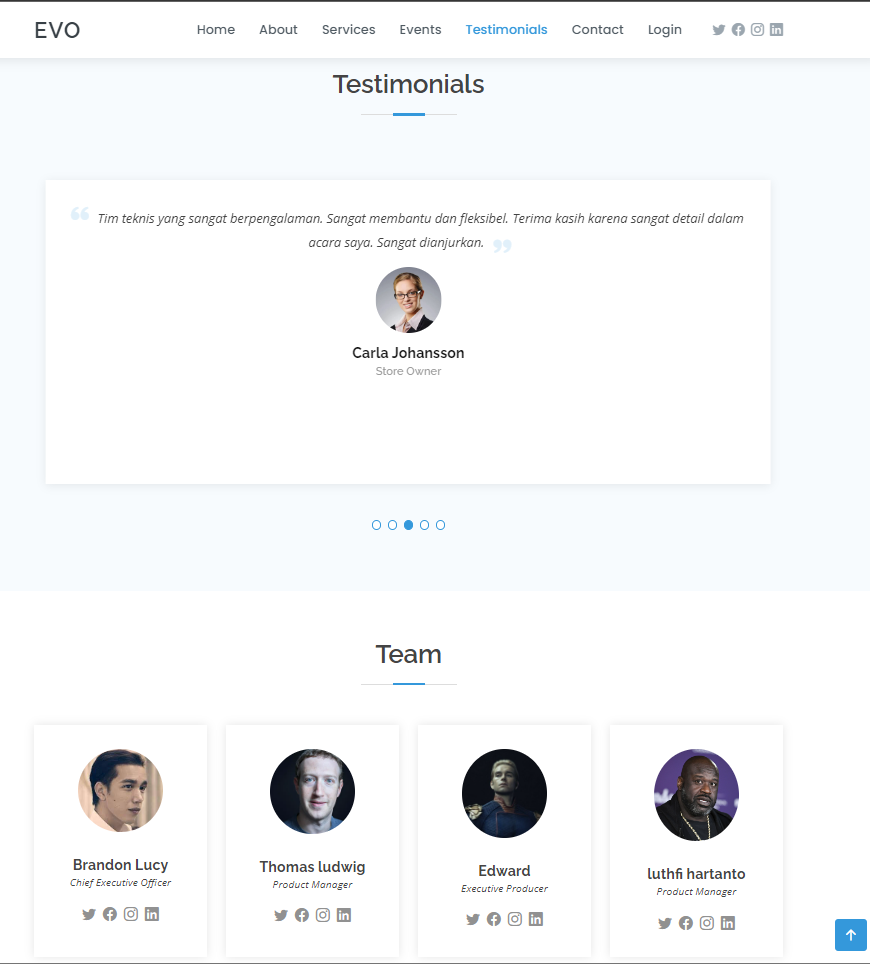 EVO
Home About Services Events Testimonials Contact Login
Testimonials
“ Tim teknis yang sangat berpengalaman. Sangat membantu dan fleksibel. Terima kasih karena sangat detail dalam
acara saya. Sangat dianjurkan. ”
Carla Johansson
Store Owner
Team
Brandon Lucy
Chief Executive Officer
Thomas ludwig
Product Manager
Edward
Executive Producer
luthfi hartanto
Product Manager